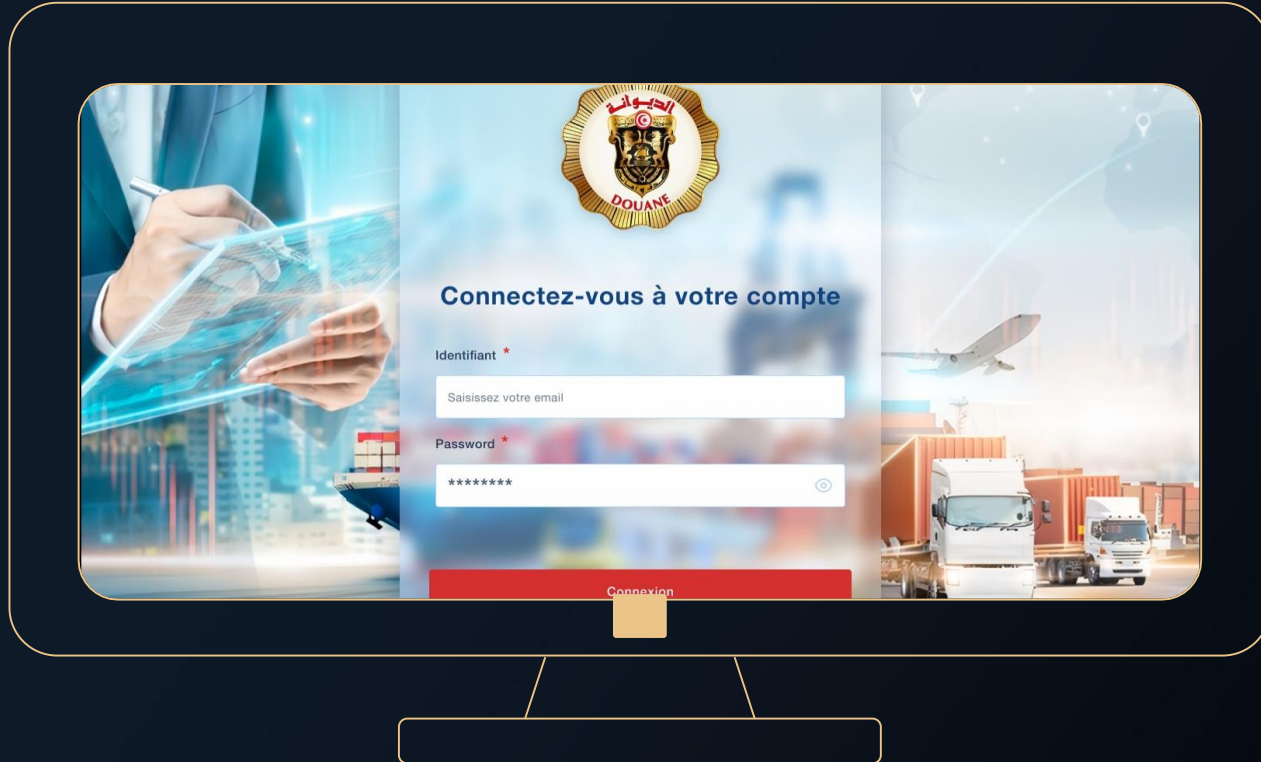 الديوانة
DOUANE
Connectez-vous à votre compte
Identifiant *
Saisissez votre email
Password *
********
Connexion